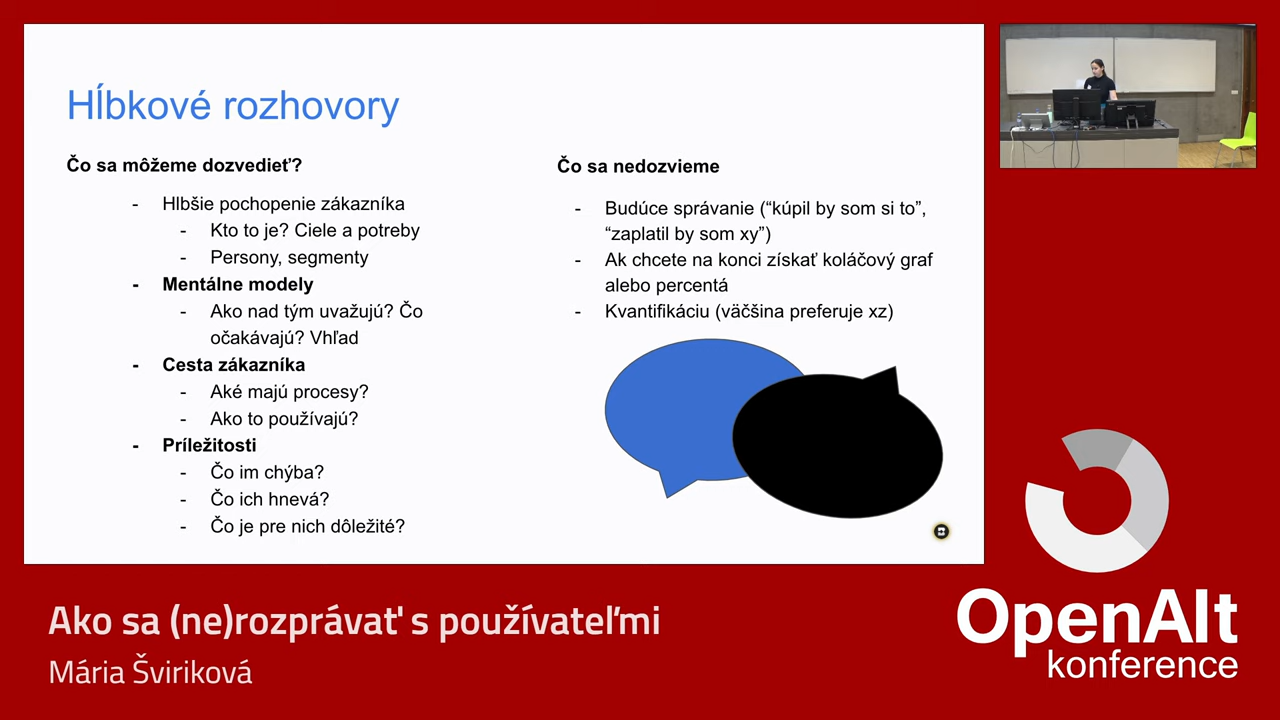 Hĺbkové rozhovory
Čo sa môžeme dozvedieť?
- Hlbšie pochopenie zákazníka
- Kto to je? Ciele a potreby
- Persony, segmenty
- Mentálne modely
- Ako nad tým uvažujú? Čo
očakávajú? Vhľad
- Cesta zákazníka
- Aké majú procesy?
- Ako to používajú?
- Príležitosti
- Čo im chýba?
- Čo ich hnevá?
- Čo je pre nich dôležité?
Čo sa nedozvieme
- Budúce správanie (“kúpil by som si to”,
“zaplatil by som xy”)
- Ak chcete na konci získať koláčový graf
alebo percentá
- Kvantifikáciu (väčšina preferuje xz)
Ako sa (ne)rozprávať s používateľmi
Mária Šviriková
OpenAlt
konference